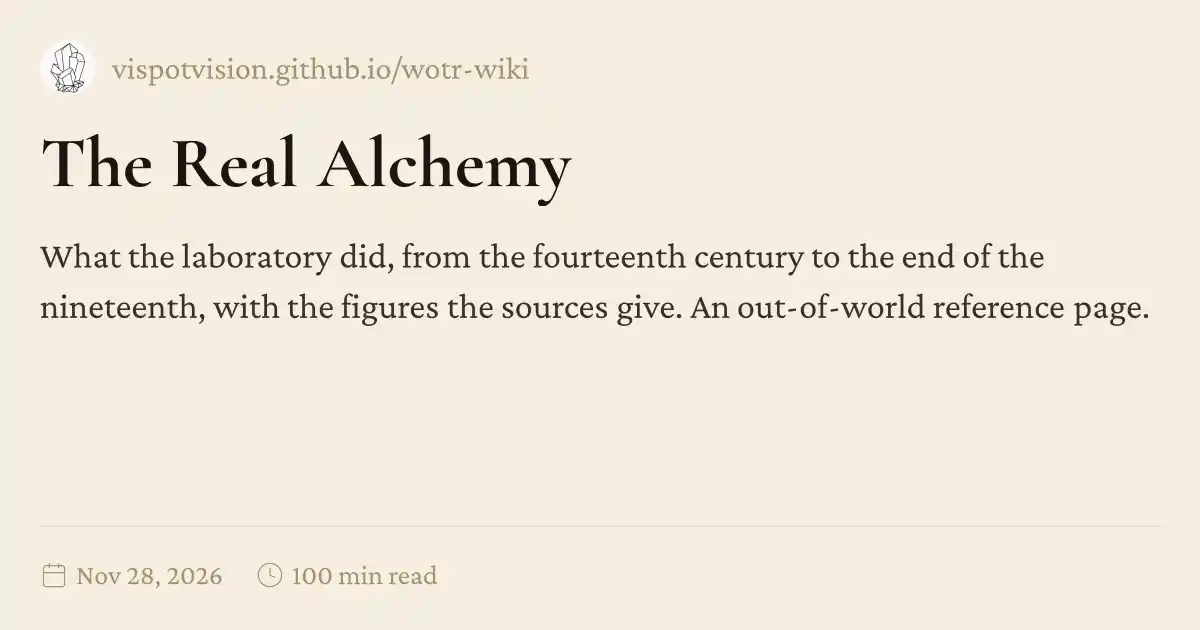 vispotvision.github.io/wotr-wiki
The Real Alchemy
What the laboratory did, from the fourteenth century to the end of the
nineteenth, with the figures the sources give. An out-of-world reference page.
Nov 28, 2026 100 min read